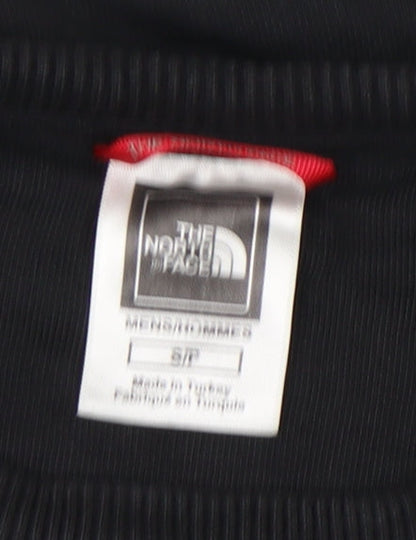 THE
NORTH
FACE
MENS/HOMMES
S/P
Made in Turkey
Fabriqué en Turquie